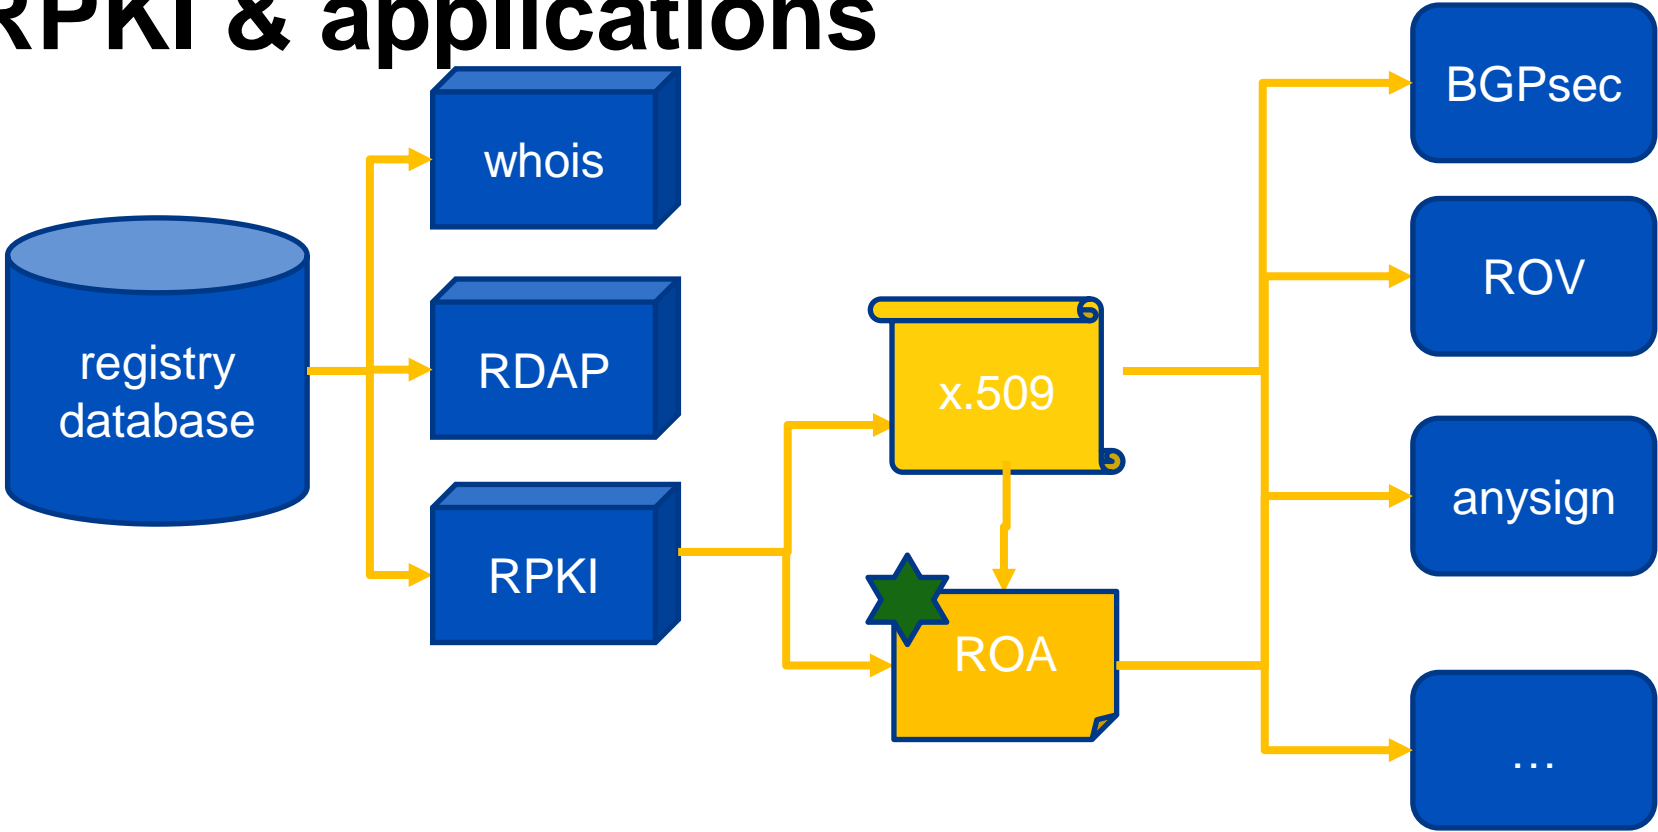 RPKI & applications
whois
registry
database
RDAP
RPKI
x.509
ROA
BGPsec
ROV
anysign
...